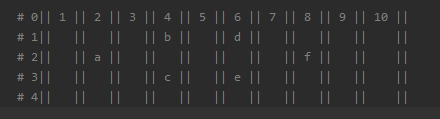 # 0|| 1 || 2 || 3 || 4 || 5 || 6 || 7 || 8 || 9 || 10 ||
# 1||   ||   ||   || b ||   || d ||   ||   ||   ||    ||
# 2||   || a ||   ||   ||   ||   ||   || f ||   ||    ||
# 3||   ||   ||   || c ||   || e ||   ||   ||   ||    ||
# 4||   ||   ||   ||   ||   ||   ||   ||   ||   ||    ||